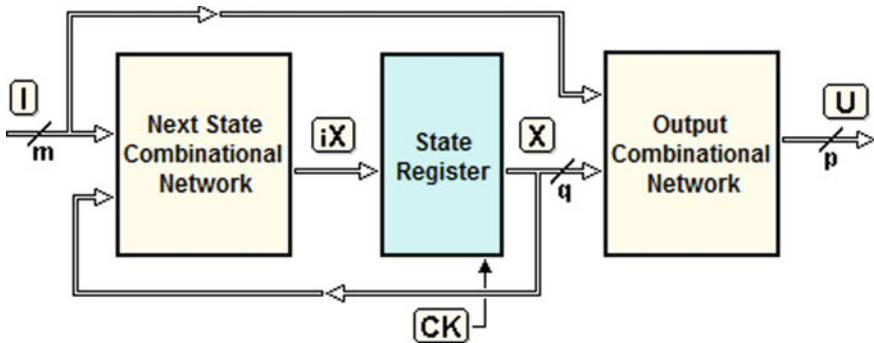 I
m
Next State
Combinational
Network
iX
State
Register
X
q
Output
Combinational
Network
U
p
CK